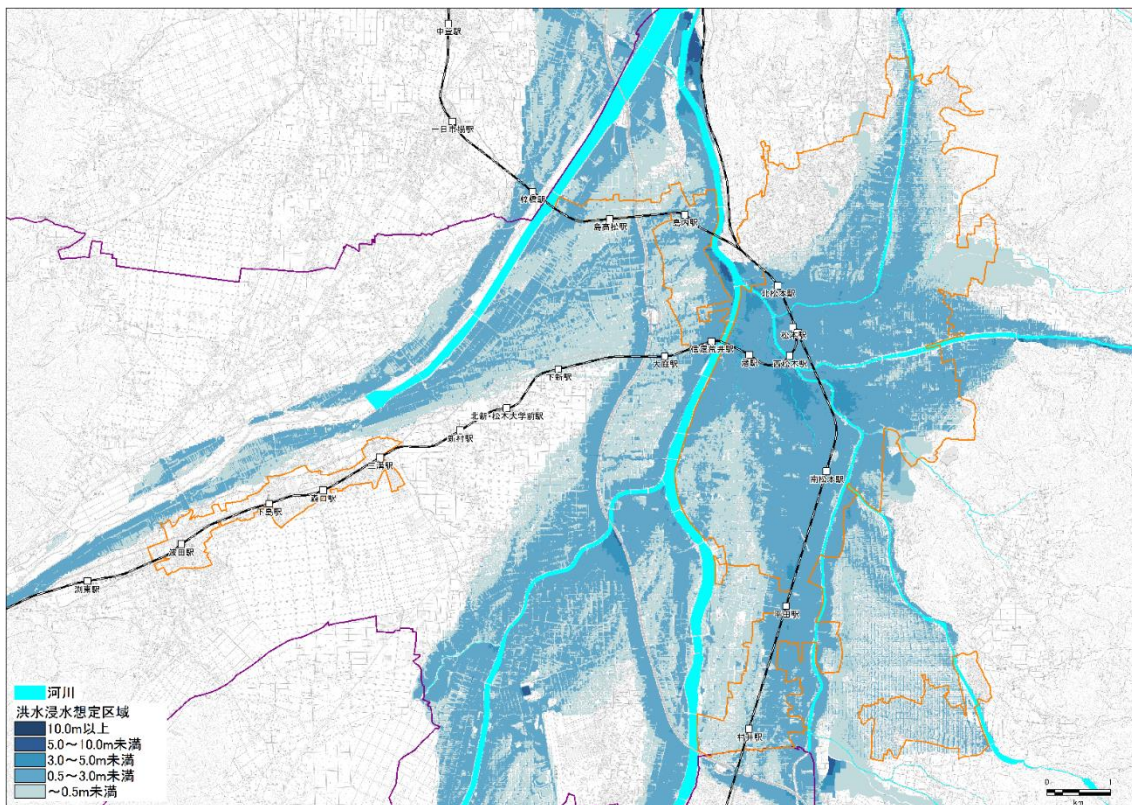 中萱駅
一日市場駅
梓橋駅
島高松駅
島内駅
北松本駅
松本駅
西松本駅
渚駅
信濃荒井駅
大庭駅
下新駅
北新・松本大学前駅
新村駅
三溝駅
森口駅
下島駅
波田駅
渕東駅
南松本駅
平田駅
村井駅
河川
洪水浸水想定区域
10.0m以上
5.0～10.0m未満
3.0～5.0m未満
0.5～3.0m未満
～0.5m未満
0 1
km